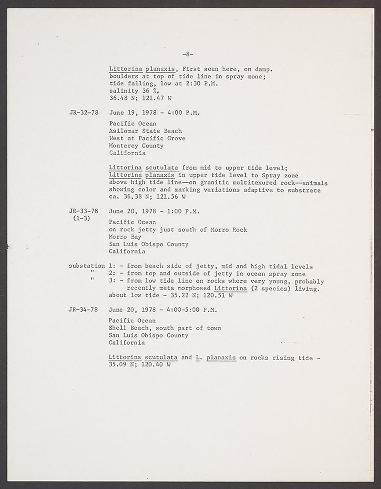 -8-
Littorina planaxis, First seen here, on damp.
boulders at top of tide line in spray zone;
tide falling, low at 2:30 P.M.
salinity 36 %,
36.48 N; 121.47 W
JR-32-78 June 19, 1978 - 4:00 P.M.
Pacific Ocean
Asilomar State Beach
West at Pacific Grove
Monterey County
California
Littorina scutulata from mid to upper tide level;
Littorina planaxis in upper tide level to Spray zone
above high tide line--on granitic multitexured rock--animals
showing color and marking variations adaptive to substrate
ca. 36.38 N; 121.56 W
JR-33-78 June 20, 1978 - 1:00 P.M.
(1-3)
Pacific Ocean
on rock jetty just south of Morro Rock
Morro Bay
San Luis Obispo County
California
substation 1: - from beach side of jetty, mid and high tidal levels
" 2: - from top and outside of jetty in ocean spray zone
" 3: - from low tide line on rocks where very young, probably
recently meta morphosed Littorina (2 species) living.
about low tide - 35.22 N; 120.51 W
JR-34-78 June 20, 1978 - 4:00-5:00 P.M.
Pacific Ocean
Shell Beach, south part of town
San Luis Obispo County
California
Littorina scutulata and L. planaxis on rocks rising tide -
35.09 N; 120.40 W